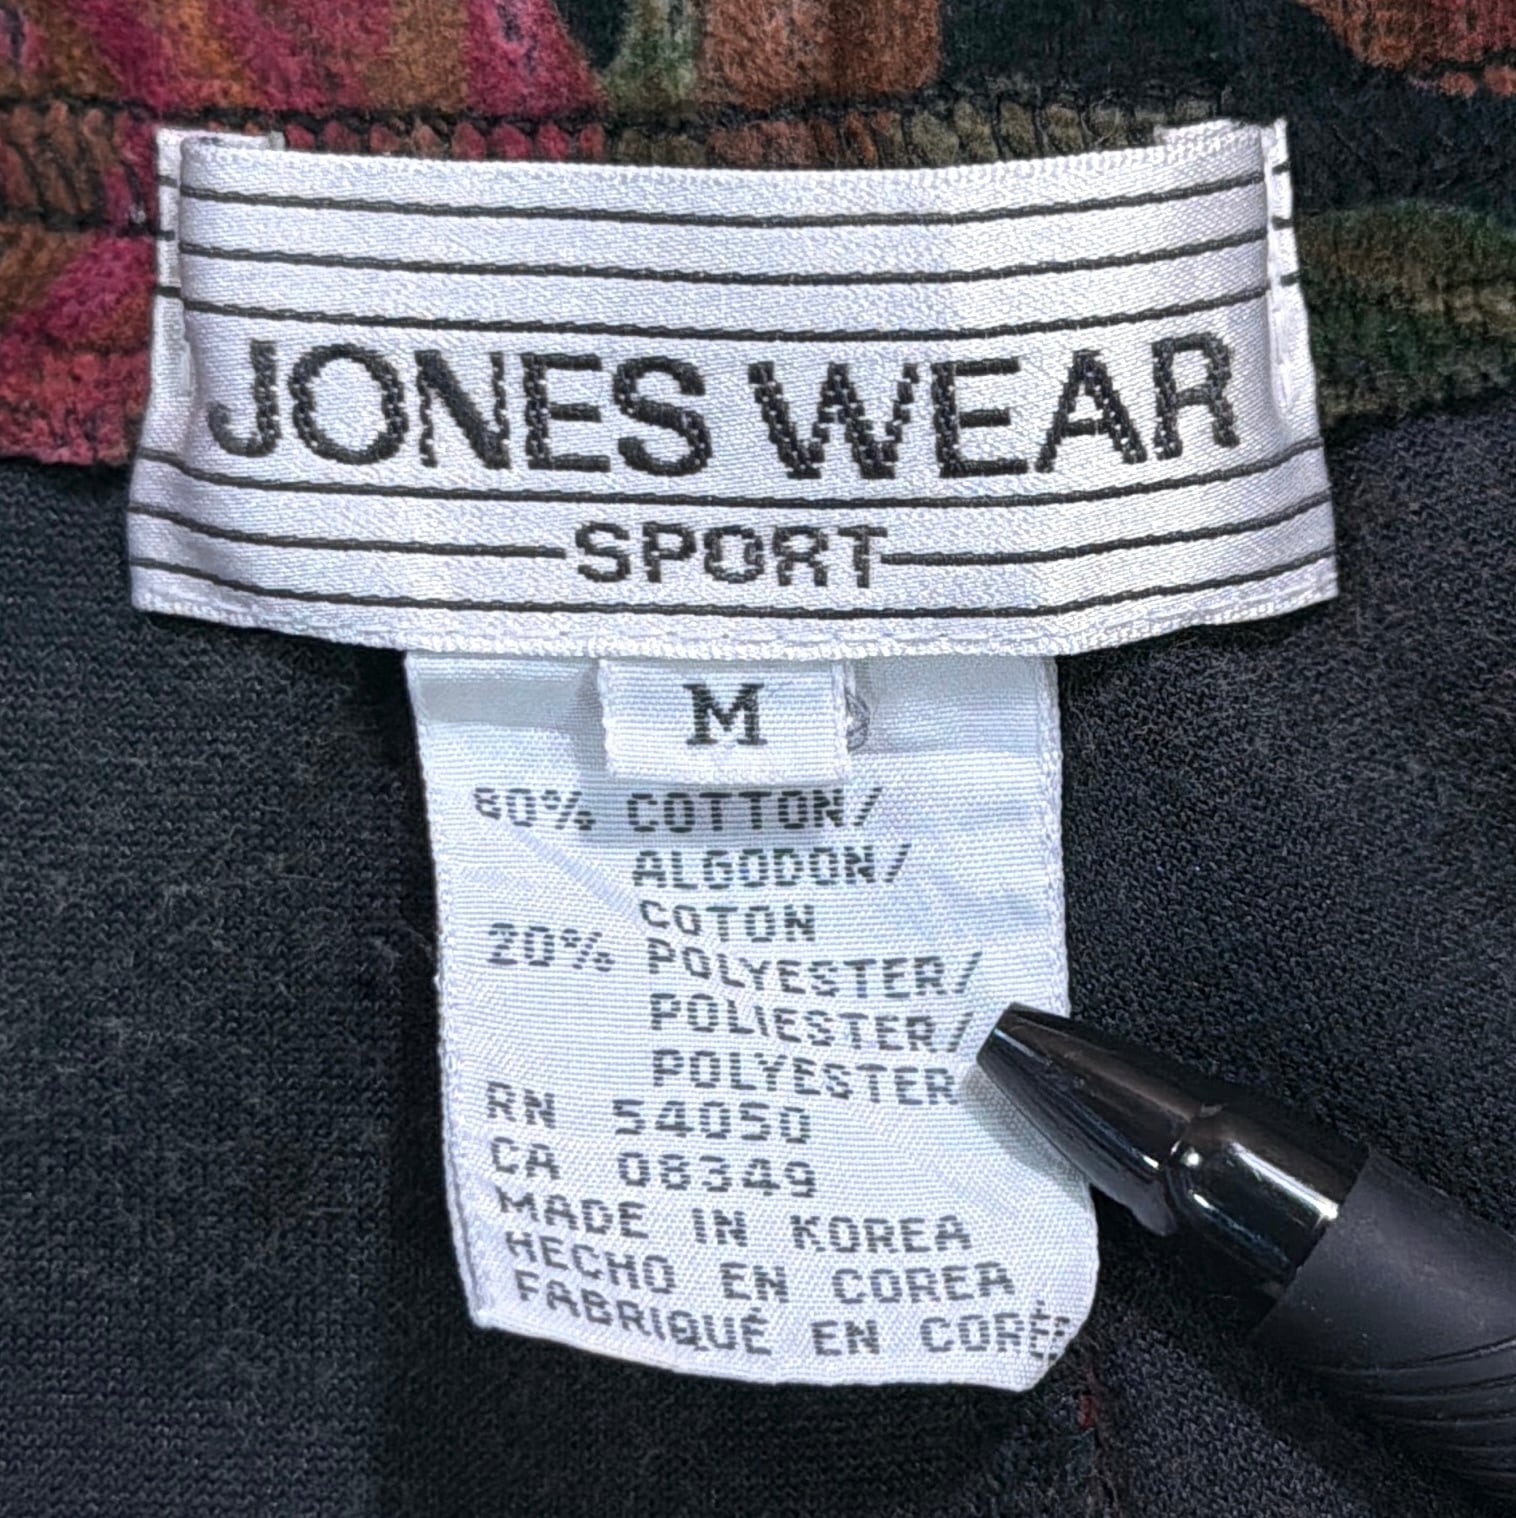 JONES WEAR
SPORT
M
80% COTTON/
ALGODON/
COTON
20% POLYESTER/
POLIESTER/
POLYESTER
RN 54050
CA 08349
MADE IN KOREA
HECHO EN COREA
FABRIQUÉ EN CORÉE